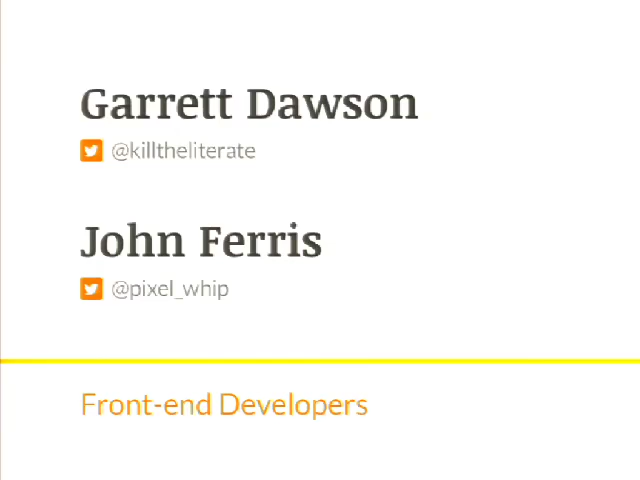 Garrett Dawson
@killtheliterate
John Ferris
@pixel_whip
Front-end Developers